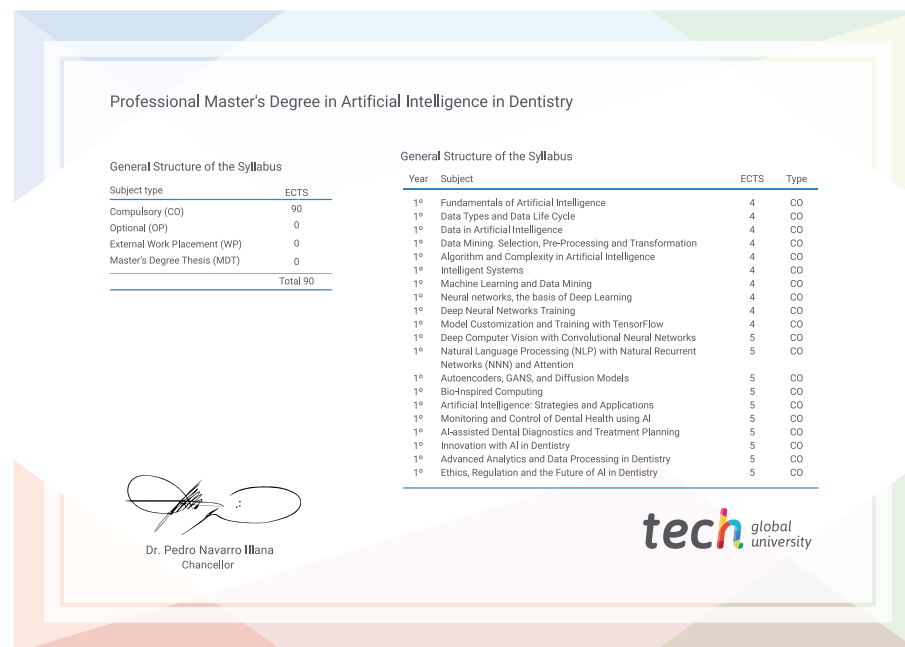 Professional Master's Degree in Artificial Intelligence in Dentistry
General Structure of the Syllabus
Subject type ECTS
Compulsory (CO) 90
Optional (OP) 0
External Work Placement (WP) 0
Master's Degree Thesis (MDT) 0
Total 90
General Structure of the Syllabus
Year Subject ECTS Type
1º Fundamentals of Artificial Intelligence 4 CO
1º Data Types and Data Life Cycle 4 CO
1º Data in Artificial Intelligence 4 CO
1º Data Mining. Selection, Pre-Processing and Transformation 4 CO
1º Algorithm and Complexity in Artificial Intelligence 4 CO
1º Intelligent Systems 4 CO
1º Machine Learning and Data Mining 4 CO
1º Neural networks, the basis of Deep Learning 4 CO
1º Deep Neural Networks Training 4 CO
1º Model Customization and Training with TensorFlow 4 CO
1º Deep Computer Vision with Convolutional Neural Networks 5 CO
1º Natural Language Processing (NLP) with Natural Recurrent 5 CO
Networks (NNN) and Attention
1º Autoencoders, GANS, and Diffusion Models 5 CO
1º Bio-Inspired Computing 5 CO
1º Artificial Intelligence: Strategies and Applications 5 CO
1º Monitoring and Control of Dental Health using AI 5 CO
1º AI-assisted Dental Diagnostics and Treatment Planning 5 CO
1º Innovation with AI in Dentistry 5 CO
1º Advanced Analytics and Data Processing in Dentistry 5 CO
1º Ethics, Regulation and the Future of AI in Dentistry 5 CO
Dr. Pedro Navarro Illana
Chancellor
tech global
university